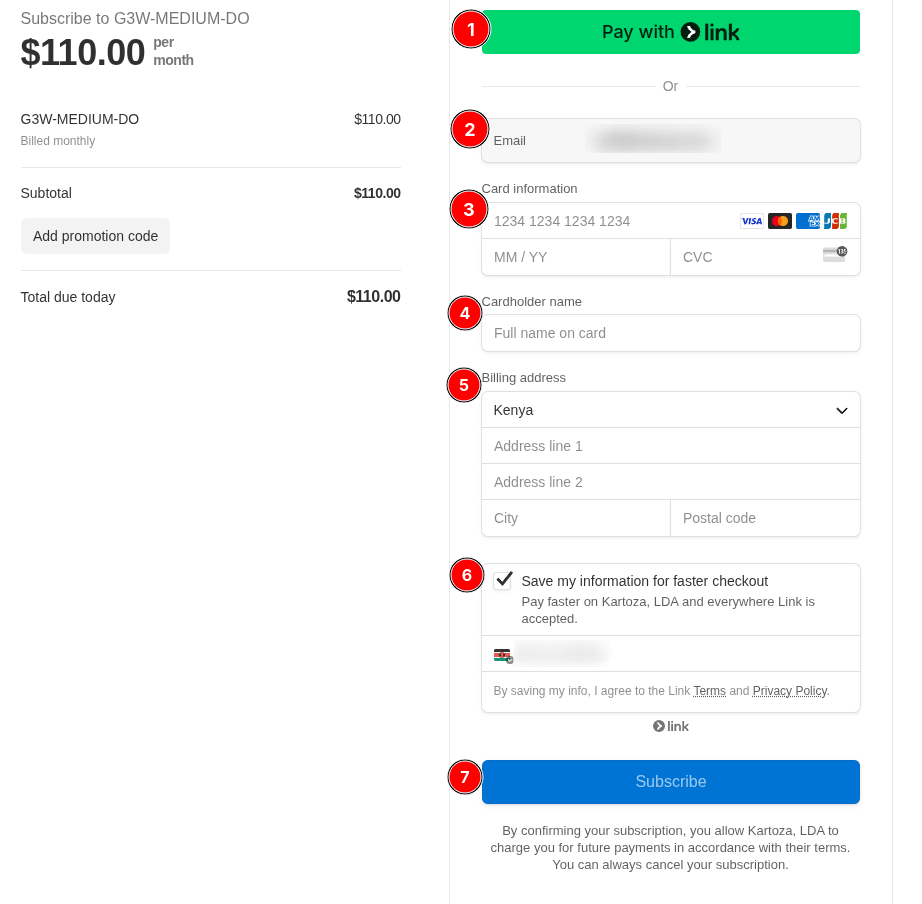 Subscribe to G3W-MEDIUM-DO
$110.00 per
month
G3W-MEDIUM-DO $110.00
Billed monthly
Subtotal $110.00
Add promotion code
Total due today $110.00
1 Pay with link
Or
2 Email
Card information
3 1234 1234 1234 1234 VISA AM EX JCB
MM / YY CVC 135
Cardholder name
4 Full name on card
Billing address
5 Kenya
Address line 1
Address line 2
City Postal code
6 Save my information for faster checkout
Pay faster on Kartoza, LDA and everywhere Link is
accepted.
By saving my info, I agree to the Link Terms and Privacy Policy.
link
7 Subscribe
By confirming your subscription, you allow Kartoza, LDA to
charge you for future payments in accordance with their terms.
You can always cancel your subscription.